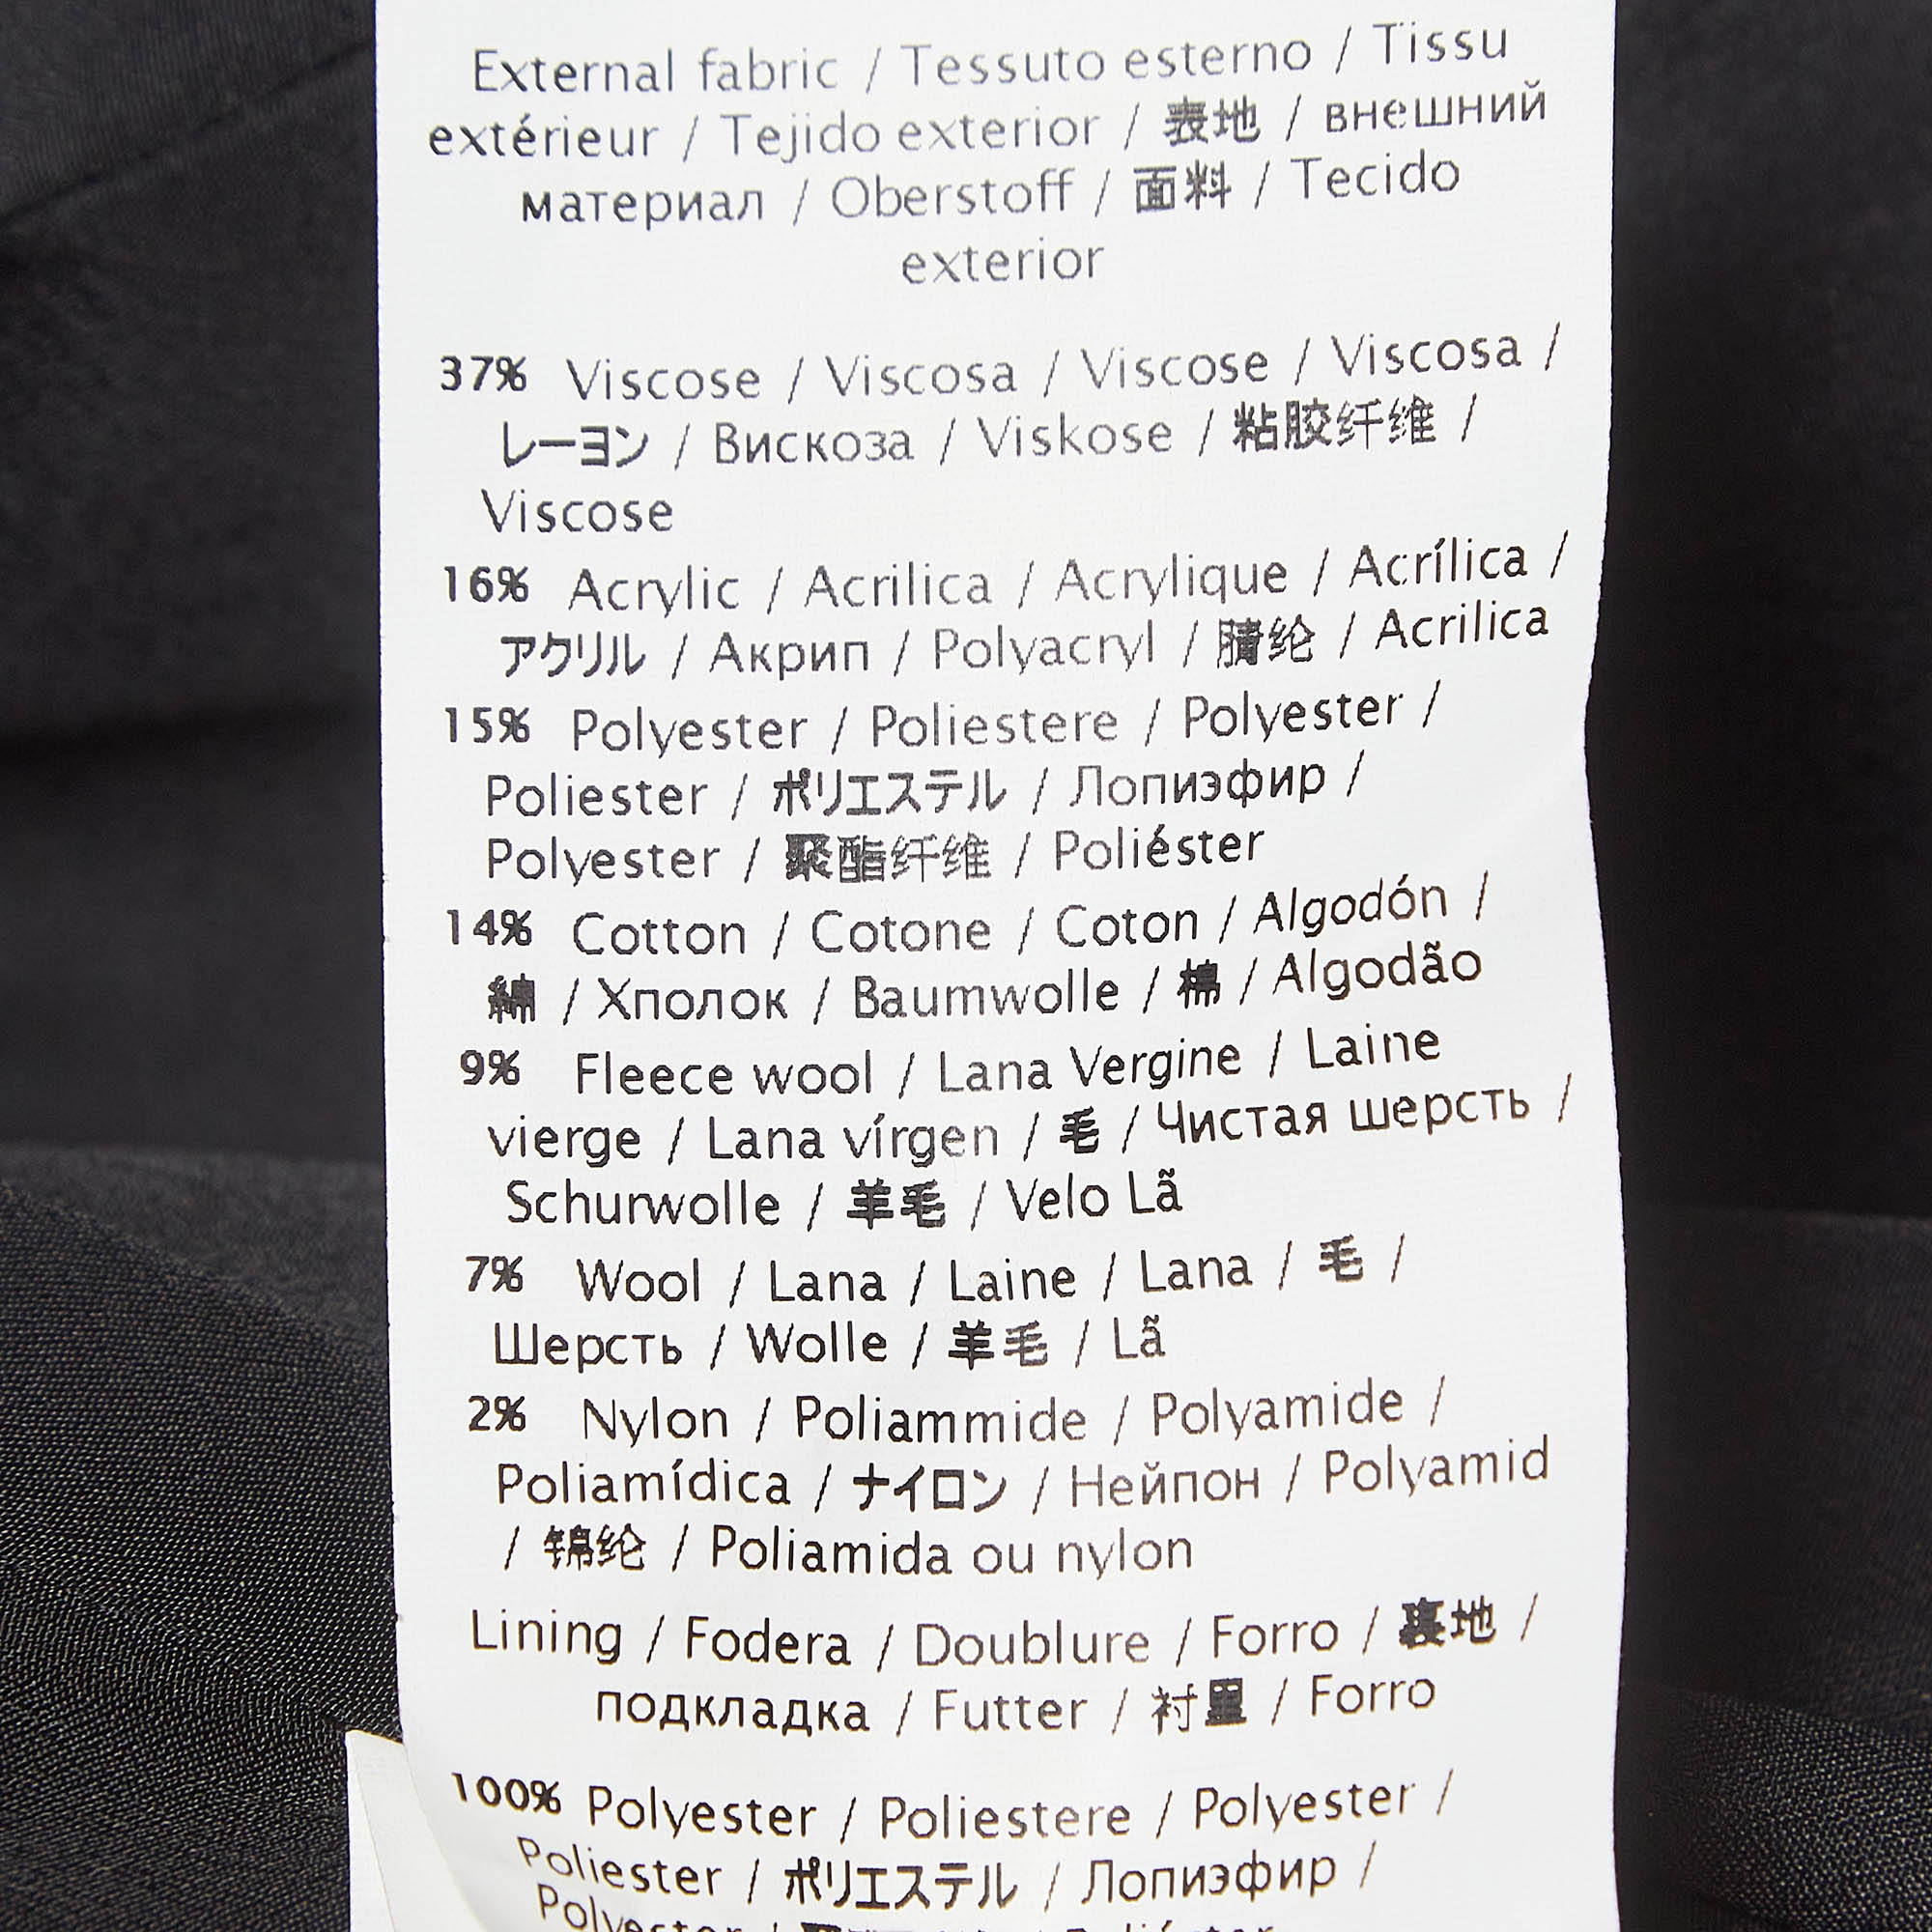 External fabric / Tessuto esterno / Tissu
extérieur / Tejido exterior / 表地 / внешний
материал / Oberstoff / 面料 / Tecido
exterior
37% Viscose / Viscosa / Viscose / Viscosa /
レーヨン / Вискоза / Viskose / 粘胶纤维 /
Viscose
16% Acrylic / Acrilica / Acrylique / Acrílica /
アクリル / Акрип / Polyacryl / 腈纶 / Acrilica
15% Polyester / Poliestere / Polyester /
Poliester / ポリエステル / Лопиэфир /
Polyester / 聚酯纤维 / Poliéster
14% Cotton / Cotone / Coton / Algodón /
綿 / Хполок / Baumwolle / 棉 / Algodão
9% Fleece wool / Lana Vergine / Laine
vierge / Lana vírgen / 毛 / Чистая шерсть /
Schurwolle / 羊毛 / Velo Lã
7% Wool / Lana / Laine / Lana / 毛 /
Шерсть / Wolle / 羊毛 / Lã
2% Nylon / Poliammide / Polyamide /
Poliamídica / ナイロン / Нейпон / Polyamid
/ 锦纶 / Poliamida ou nylon
Lining / Fodera / Doublure / Forro / 裏地 /
подкладка / Futter / 衬里 / Forro
100% Polyester / Poliestere / Polyester /
Poliester / ポリエステル / Лопиэфир /
Polyester /